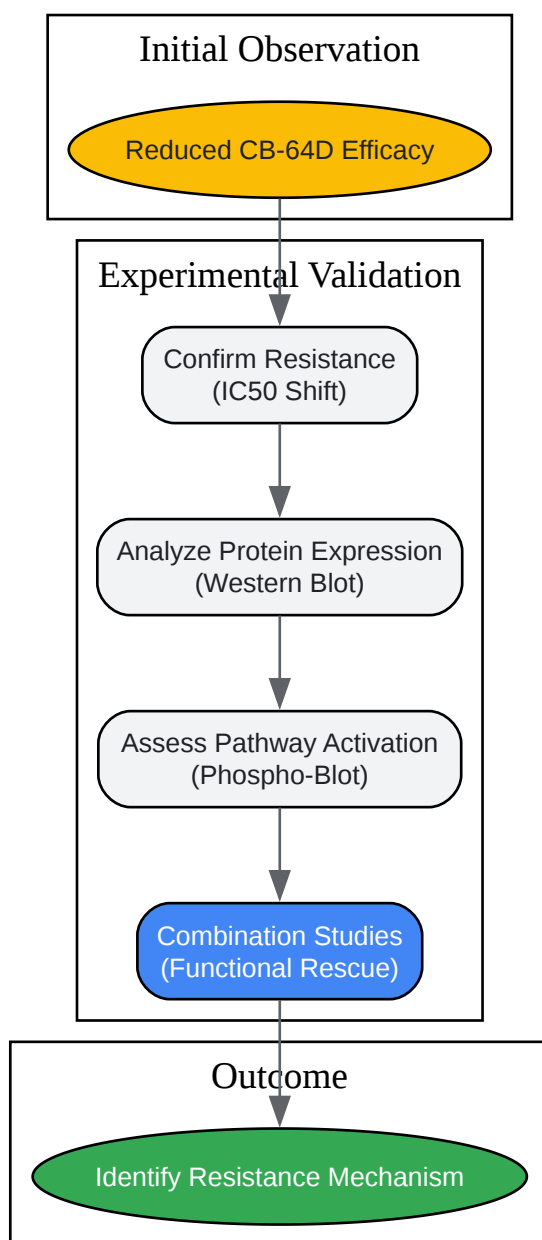 Initial Observation
Reduced CB-64D Efficacy
Experimental Validation
Confirm Resistance
(IC50 Shift)
Analyze Protein Expression
(Western Blot)
Assess Pathway Activation
(Phospho-Blot)
Combination Studies
(Functional Rescue)
Outcome
Identify Resistance Mechanism